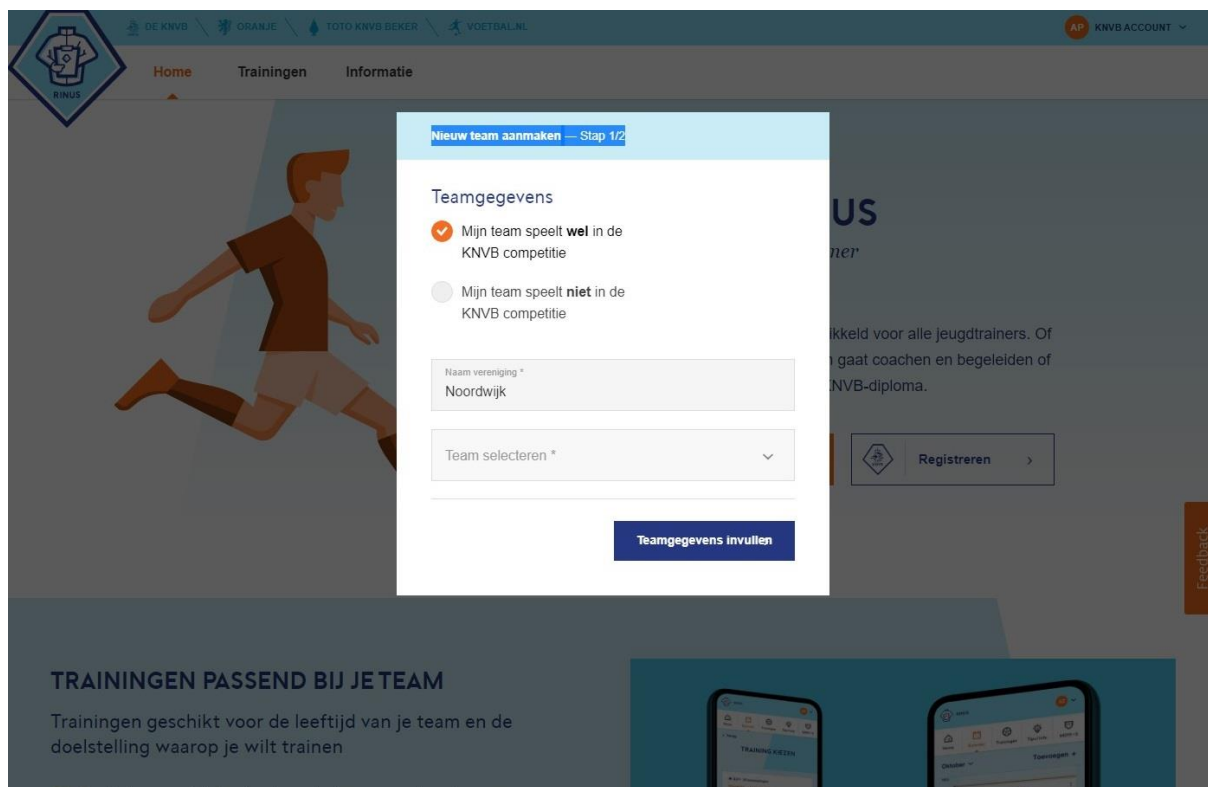 DE KNVB
ORANJE
TOTO KNVB BEKER
VOETBAL.NL
AP KNVB ACCOUNT
RINUS
Home
Trainingen
Informatie
Nieuw team aanmaken — Stap 1/2
Teamgegevens
Mijn team speelt wel in de
KNVB competitie
Mijn team speelt niet in de
KNVB competitie
Naam vereniging *
Noordwijk
Team selecteren *
Teamgegevens invullen
US
ner
ikkeld voor alle jeugdtrainers. Of
gaat coachen en begeleiden of
NVB-diploma.
Registreren
Feedback
TRAININGEN PASSEND BIJ JE TEAM
Trainingen geschikt voor de leeftijd van je team en de
doelstelling waarop je wilt trainen
TRAINING KIEZEN
Oktober
Toevoegen +